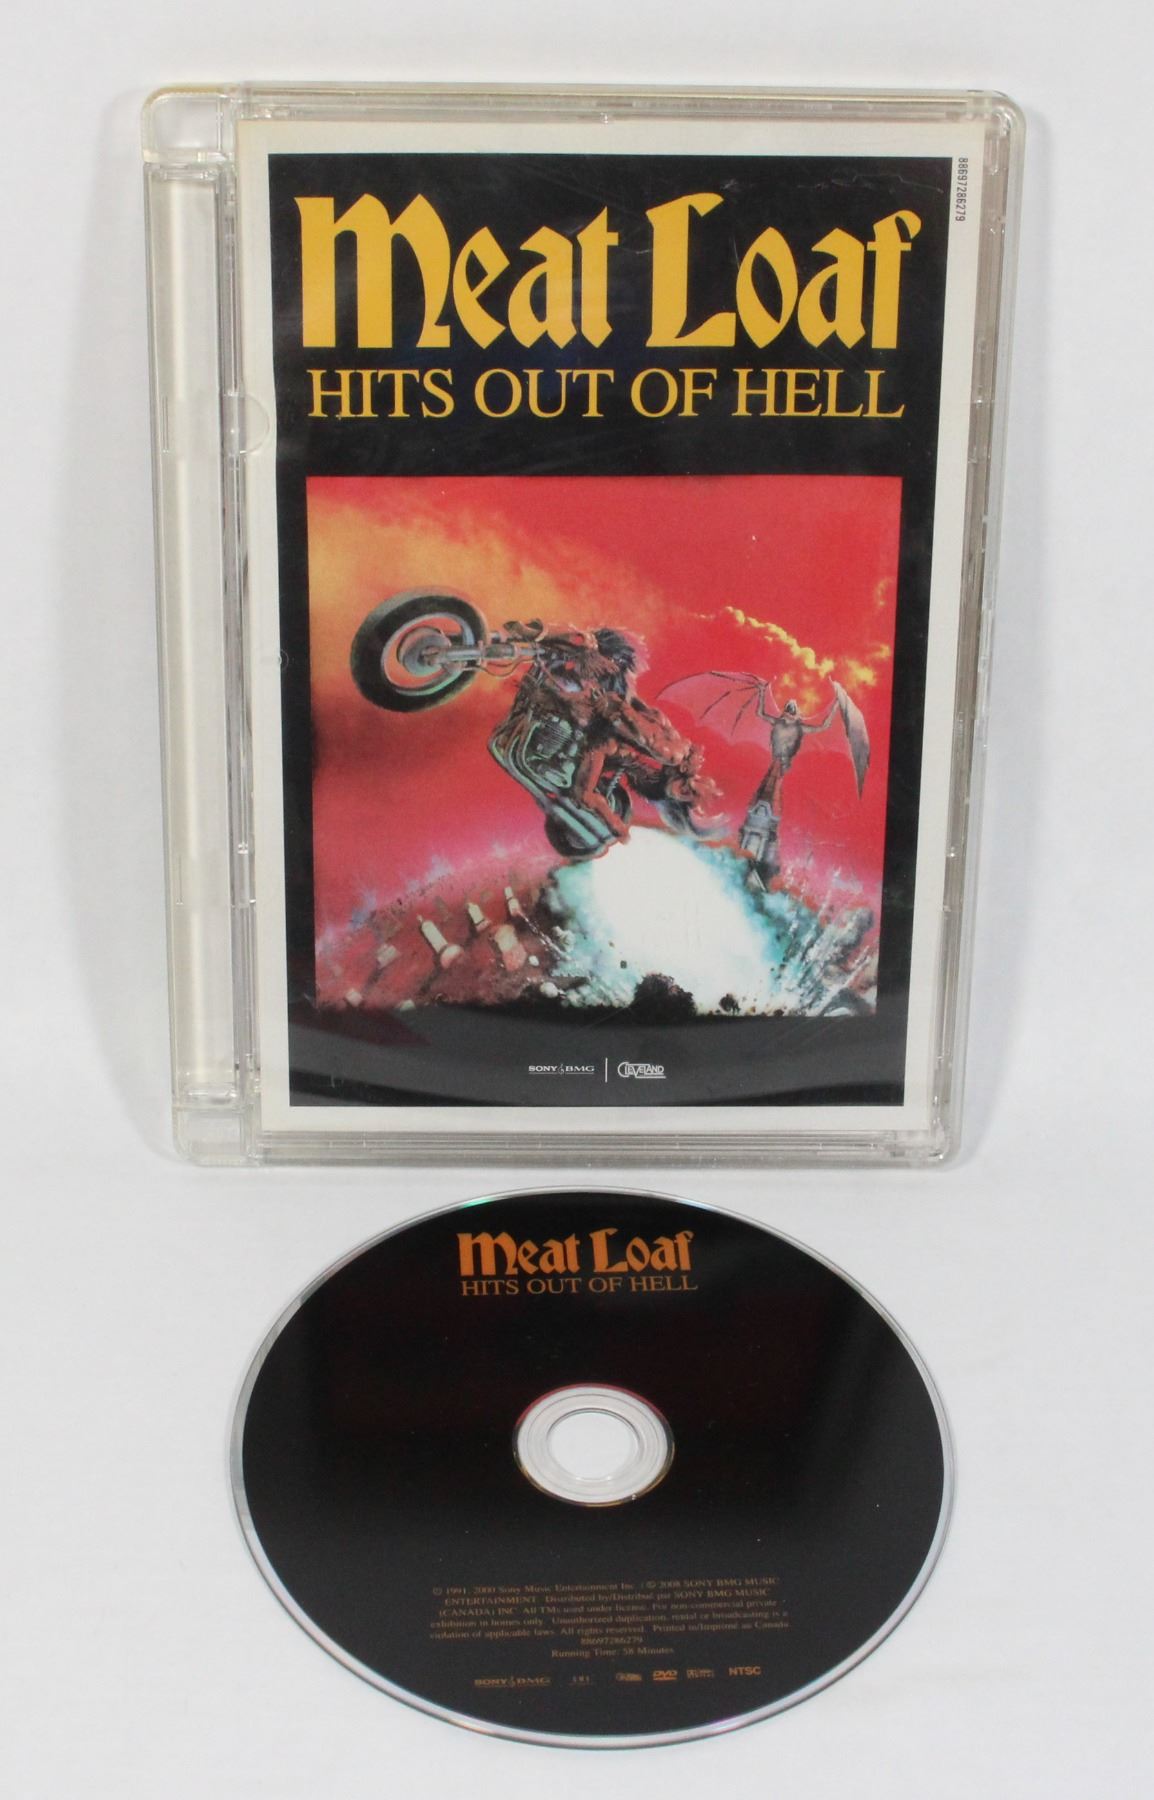 88697286279
Meat Loaf
HITS OUT OF HELL
SONY BMG | CLEVELAND
Meat Loaf
HITS OUT OF HELL
© 1991, 2000 Sony Music Entertainment Inc. / © 2008 SONY BMG MUSIC
ENTERTAINMENT Distributed by/Distribué par SONY BMG MUSIC
(CANADA) INC. All TMs used under license. For non-commercial private
exhibition in homes only. Unauthorized duplication, rental or broadcasting is a
violation of applicable laws. All rights reserved. Printed in/Imprimé au Canada
88697286279
Running Time: 58 Minutes
SONY BMG DVD NTSC